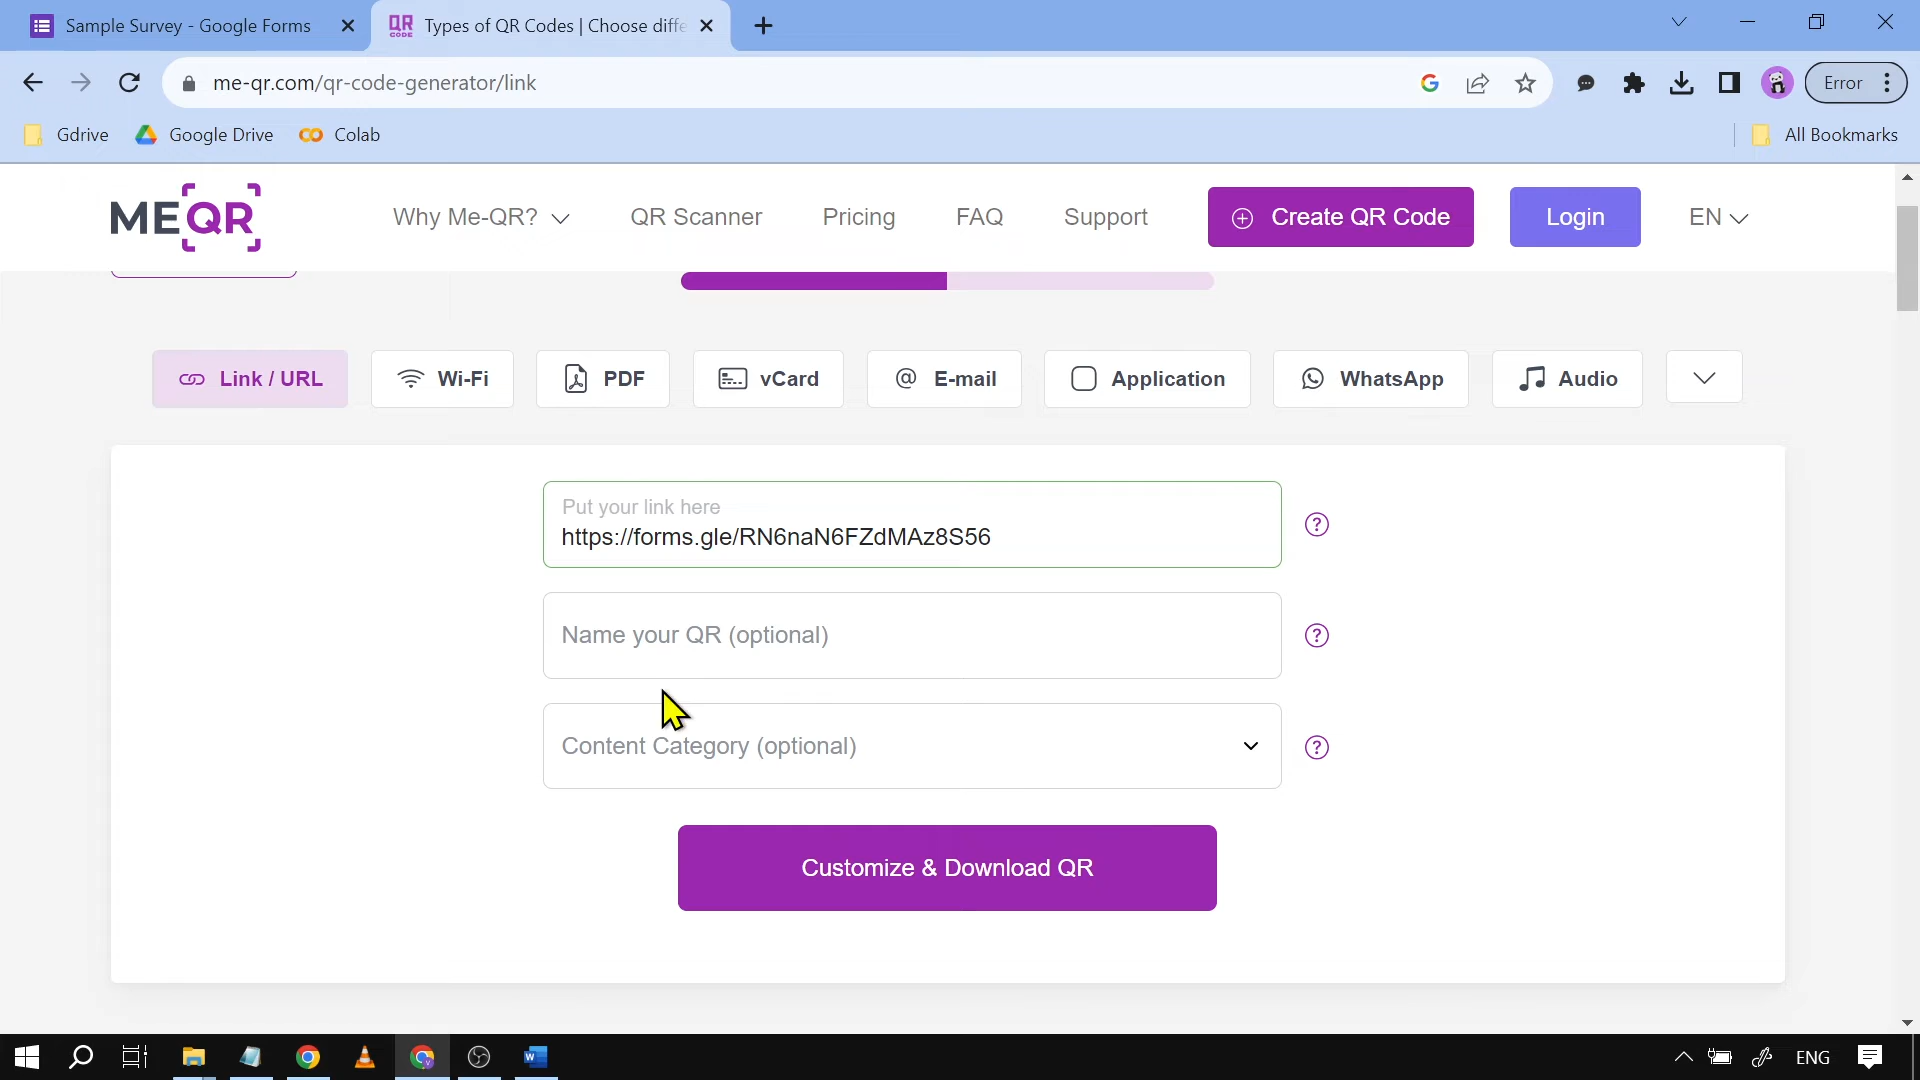 Sample Survey - Google Forms
QR CODE Types of QR Codes | Choose diffe
me-qr.com/qr-code-generator/link
Error
Gdrive
Google Drive
Colab
All Bookmarks
MEQR
Why Me-QR?
QR Scanner
Pricing
FAQ
Support
Create QR Code
Login
EN
Link / URL
Wi-Fi
PDF
vCard
E-mail
Application
WhatsApp
Audio
Put your link here
https://forms.gle/RN6naN6FZdMAz8S56
Name your QR (optional)
Content Category (optional)
Customize & Download QR
ENG